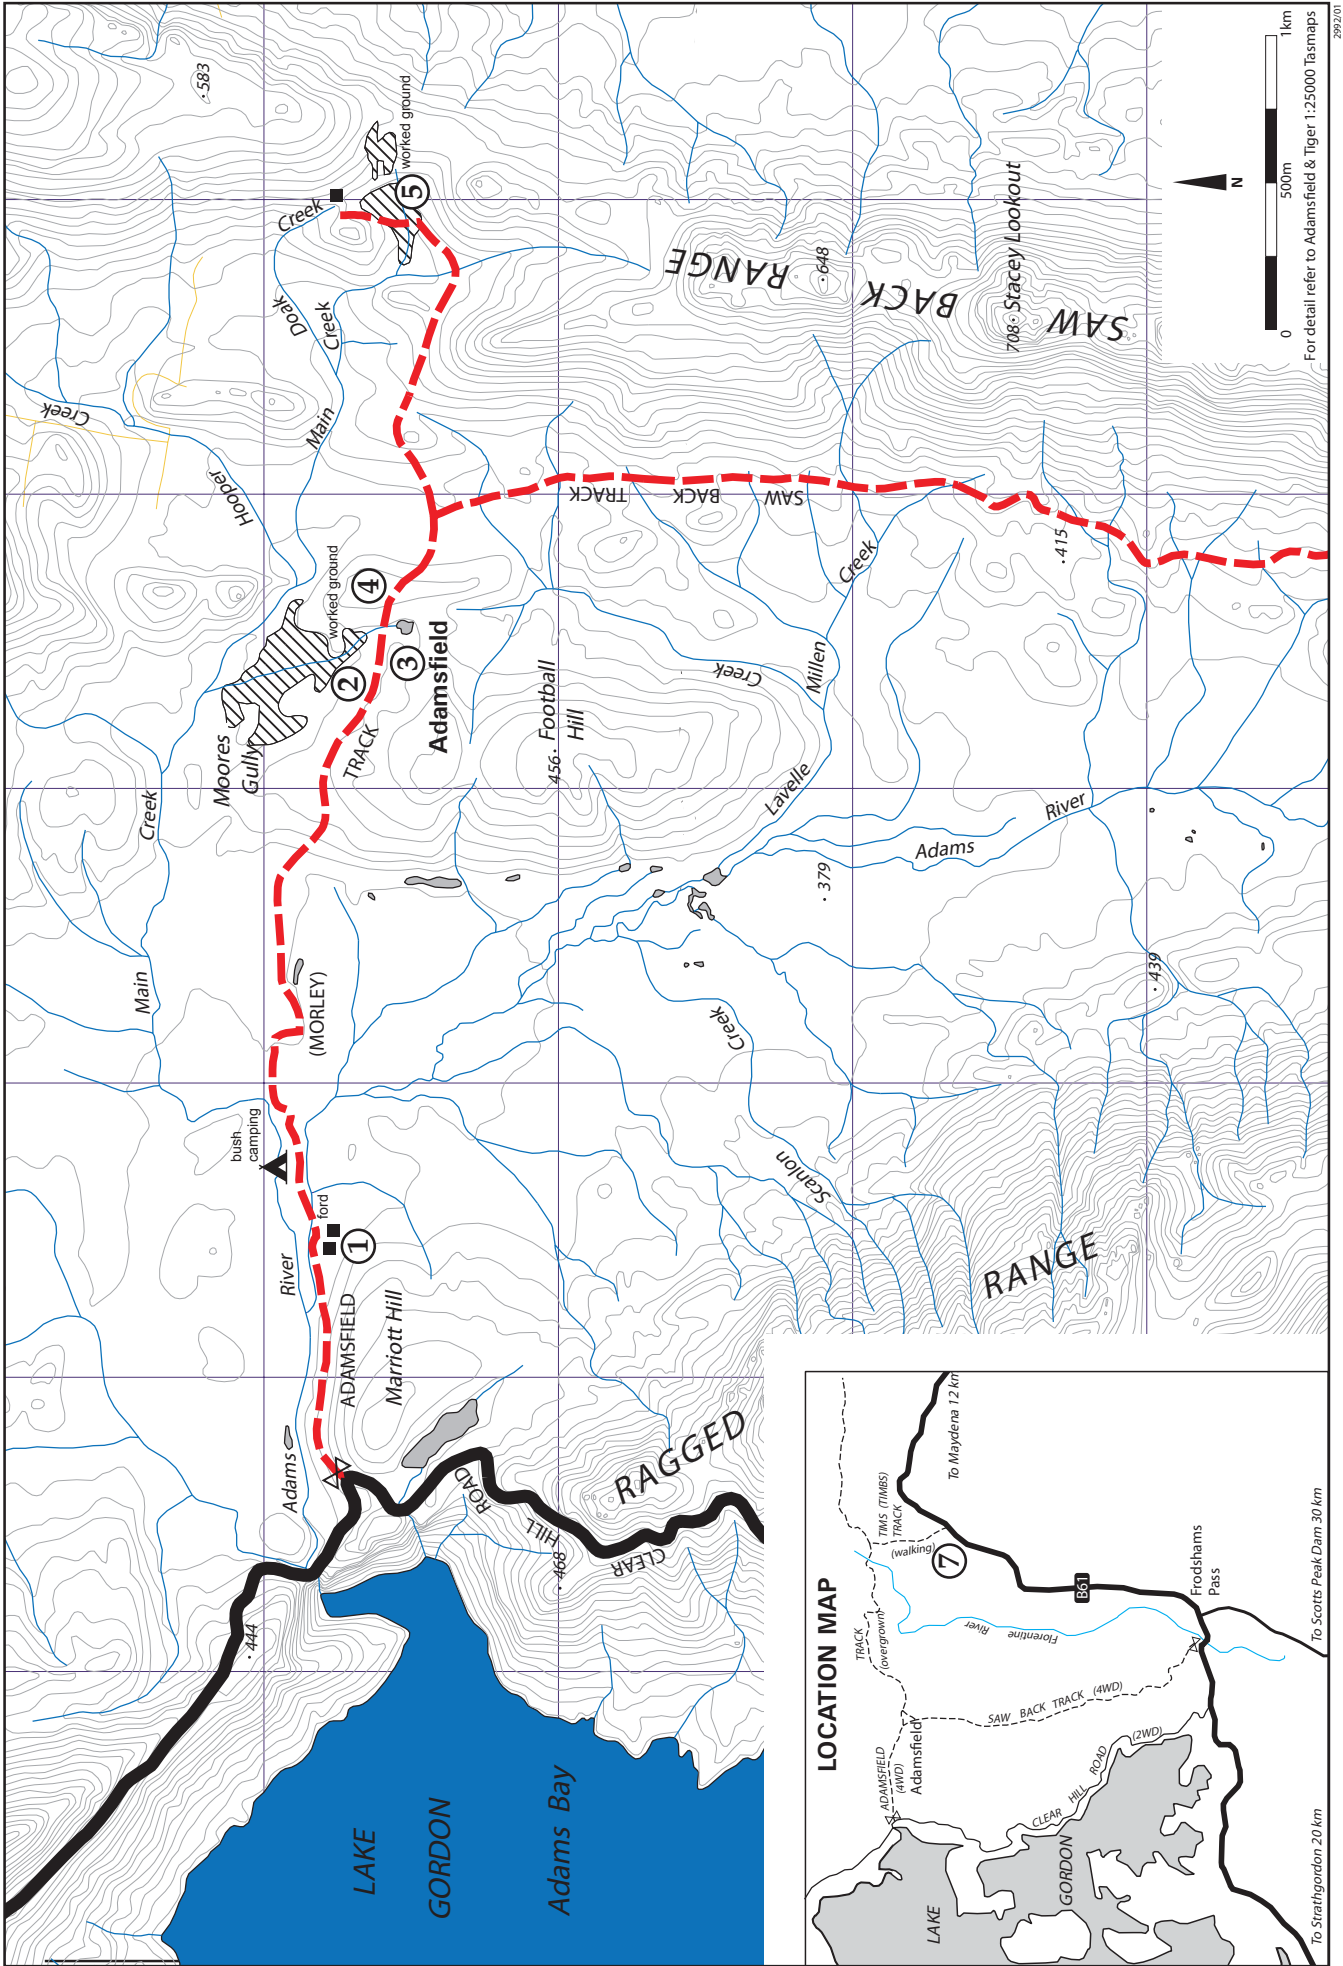 583
Creek
Doak
Creek
worked ground
5
Creek
Hooper
Main
Creek
Main
Moores
Gully
worked ground
2
4
3
Adamsfield
TRACK
(MORLEY)
bush
camping
ford
1
River
Adams
ADAMSFIELD
Marriott Hill
444
LAKE
GORDON
Adams Bay
ROAD
HILL
CLEAR
468
RAGGED
RANGE
456
Football
Hill
Creek
Lavelle
Millen
Creek
Adams
River
379
Creek
Scanlon
439
415
TRACK
BACK
SAW
RANGE
BACK
SAW
648
708
Stacey Lookout
N
0
500m
1km
For detail refer to Adamsfield & Tiger 1:25000 Tasmaps
2992/01
LOCATION MAP
ADAMSFIELD
(4WD)
Adamsfield
TRACK
(overgrown)
TIMS (TIMBS)
TRACK
(walking)
7
To Maydena 12 km
SAW BACK TRACK (4WD)
Florentine
River
B61
Frodshams
Pass
CLEAR
HILL
ROAD
(2WD)
LAKE
GORDON
To Strathgordon 20 km
To Scotts Peak Dam 30 km